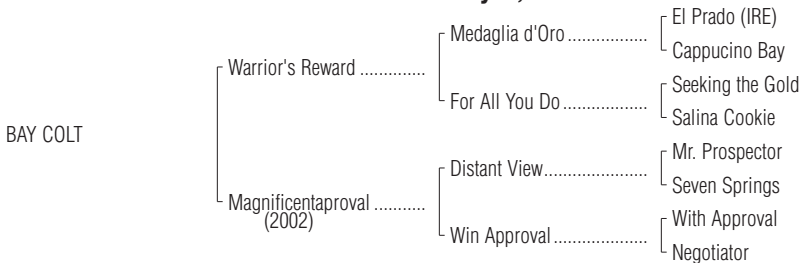 El Prado (IRE)
Medaglia d'Oro
Cappucino Bay
Warrior's Reward
Seeking the Gold
For All You Do
Salina Cookie
BAY COLT
Mr. Prospector
Distant View
Seven Springs
Magnificentaproval
(2002)
With Approval
Win Approval
Negotiator